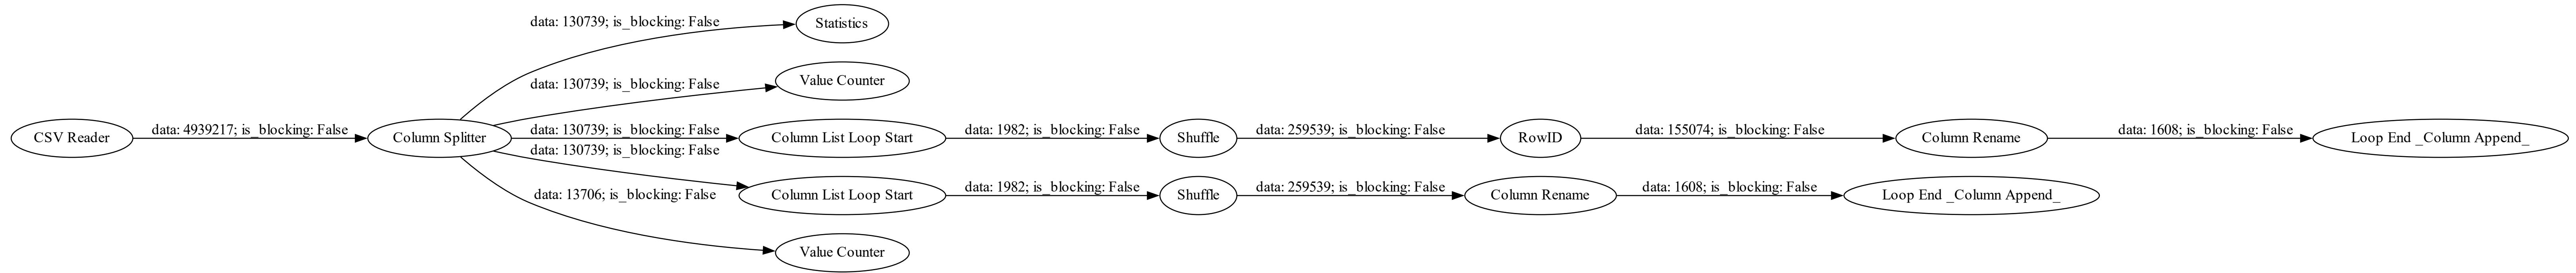 data: 130739; is_blocking: False
Statistics
data: 130739; is_blocking: False
Value Counter
CSV Reader
data: 4939217; is_blocking: False
Column Splitter
data: 130739; is_blocking: False
Column List Loop Start
data: 1982; is_blocking: False
Shuffle
data: 259539; is_blocking: False
RowID
data: 155074; is_blocking: False
Column Rename
data: 1608; is_blocking: False
Loop End _Column Append_
data: 130739; is_blocking: False
Column List Loop Start
data: 1982; is_blocking: False
Shuffle
data: 259539; is_blocking: False
Column Rename
data: 1608; is_blocking: False
Loop End _Column Append_
data: 13706; is_blocking: False
Value Counter